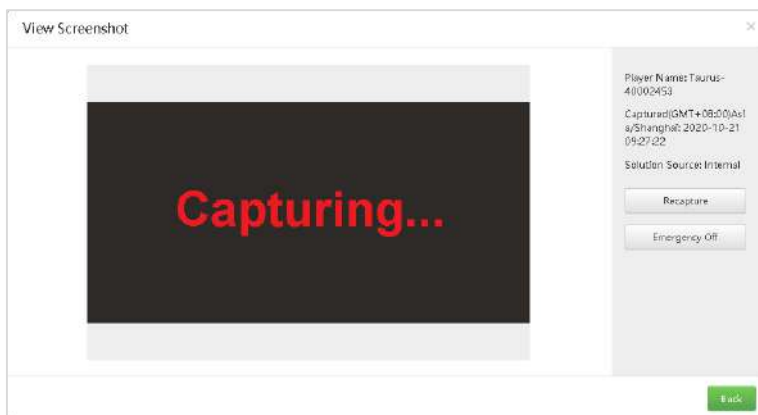 View Screenshot
Capturing...
Player Name: Taurus-
40002453
Captured(GMT+08:00)Asi
a/Shanghai: 2020-10-21
09:27:22
Solution Source: Internal
Recapture
Emergency Off
Back